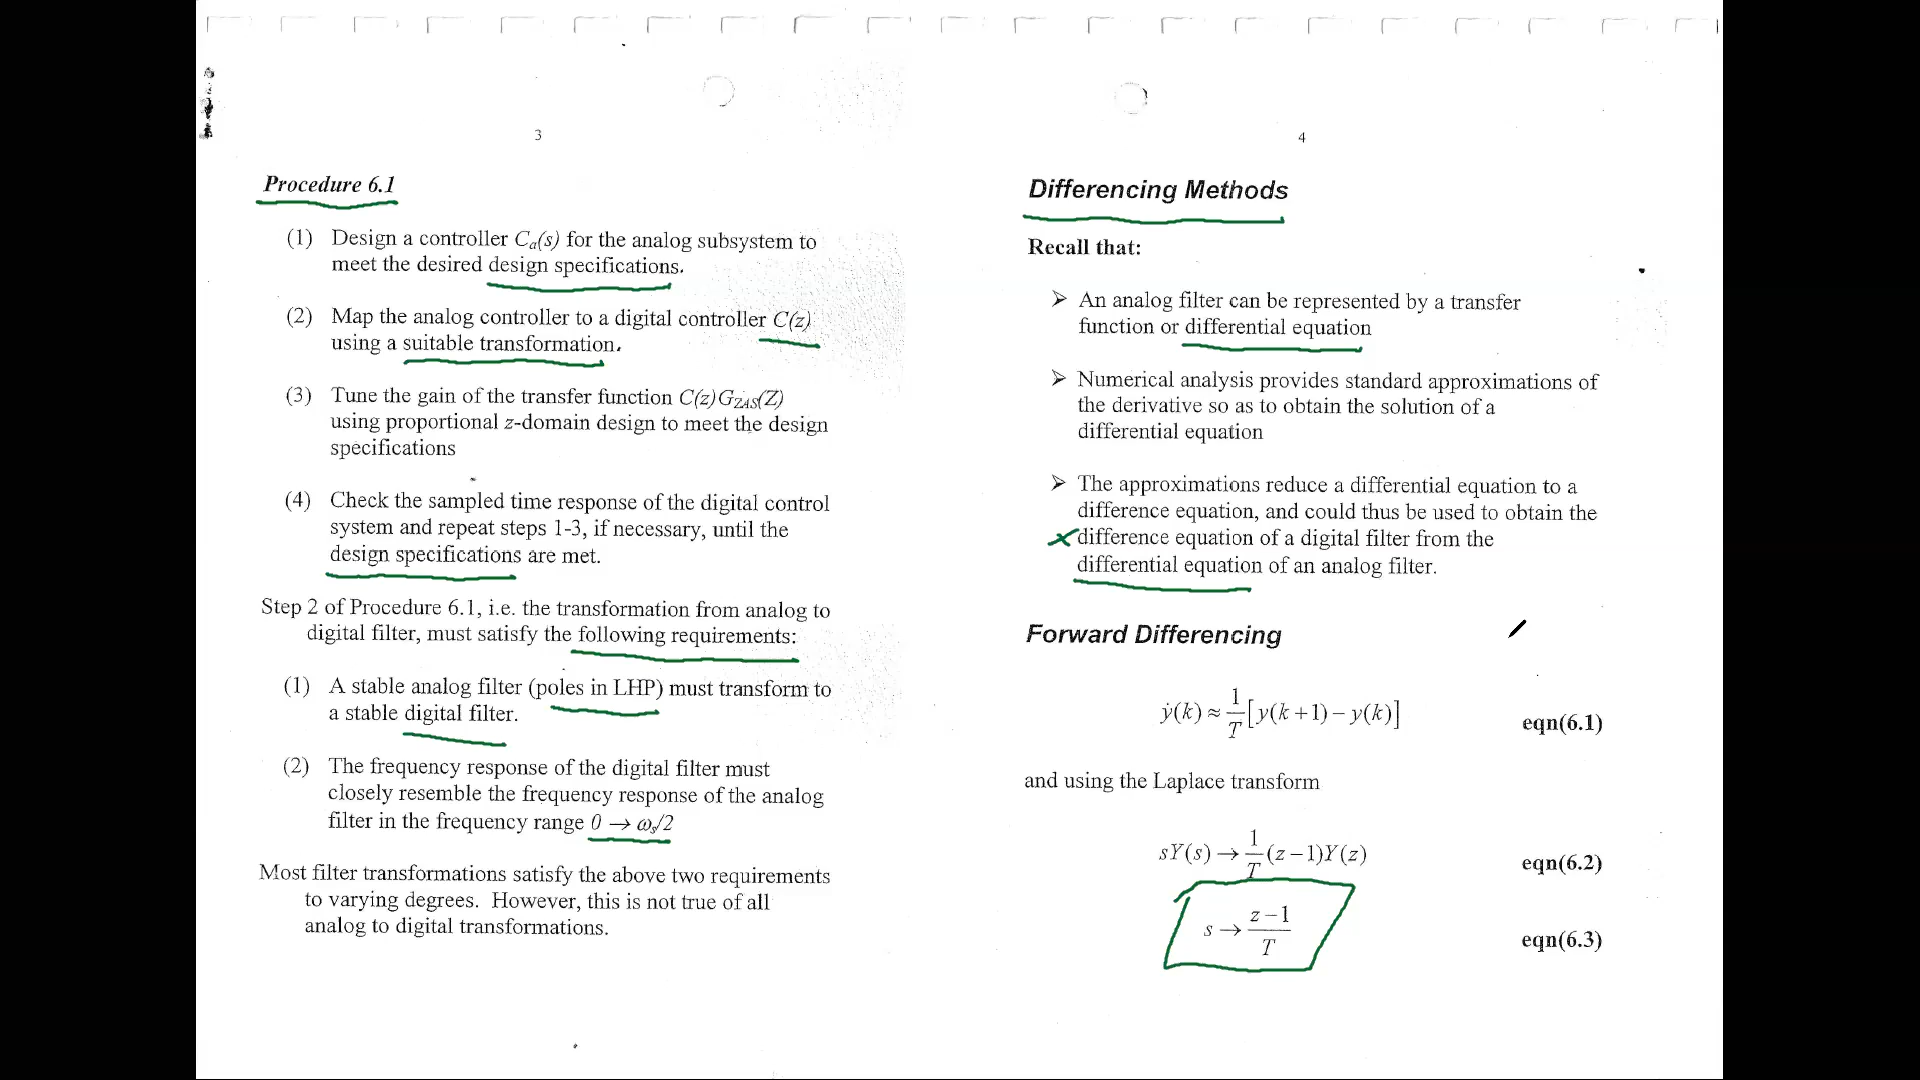 3
Procedure 6.1
(1) Design a controller Cₐ(s) for the analog subsystem to
meet the desired design specifications.
(2) Map the analog controller to a digital controller C(z)
using a suitable transformation.
(3) Tune the gain of the transfer function C(z)G_ZAS(Z)
using proportional z-domain design to meet the design
specifications
(4) Check the sampled time response of the digital control
system and repeat steps 1-3, if necessary, until the
design specifications are met.
Step 2 of Procedure 6.1, i.e. the transformation from analog to
digital filter, must satisfy the following requirements:
(1) A stable analog filter (poles in LHP) must transform to
a stable digital filter.
(2) The frequency response of the digital filter must
closely resemble the frequency response of the analog
filter in the frequency range 0 → ωₛ/2
Most filter transformations satisfy the above two requirements
to varying degrees. However, this is not true of all
analog to digital transformations.
4
Differencing Methods
Recall that:
➢ An analog filter can be represented by a transfer
function or differential equation
➢ Numerical analysis provides standard approximations of
the derivative so as to obtain the solution of a
differential equation
➢ The approximations reduce a differential equation to a
difference equation, and could thus be used to obtain the
difference equation of a digital filter from the
differential equation of an analog filter.
Forward Differencing
ẏ(k) ≈ 1/T [y(k+1) − y(k)] eqn(6.1)
and using the Laplace transform
sY(s) → 1/T (z−1)Y(z) eqn(6.2)
s → z−1/T eqn(6.3)